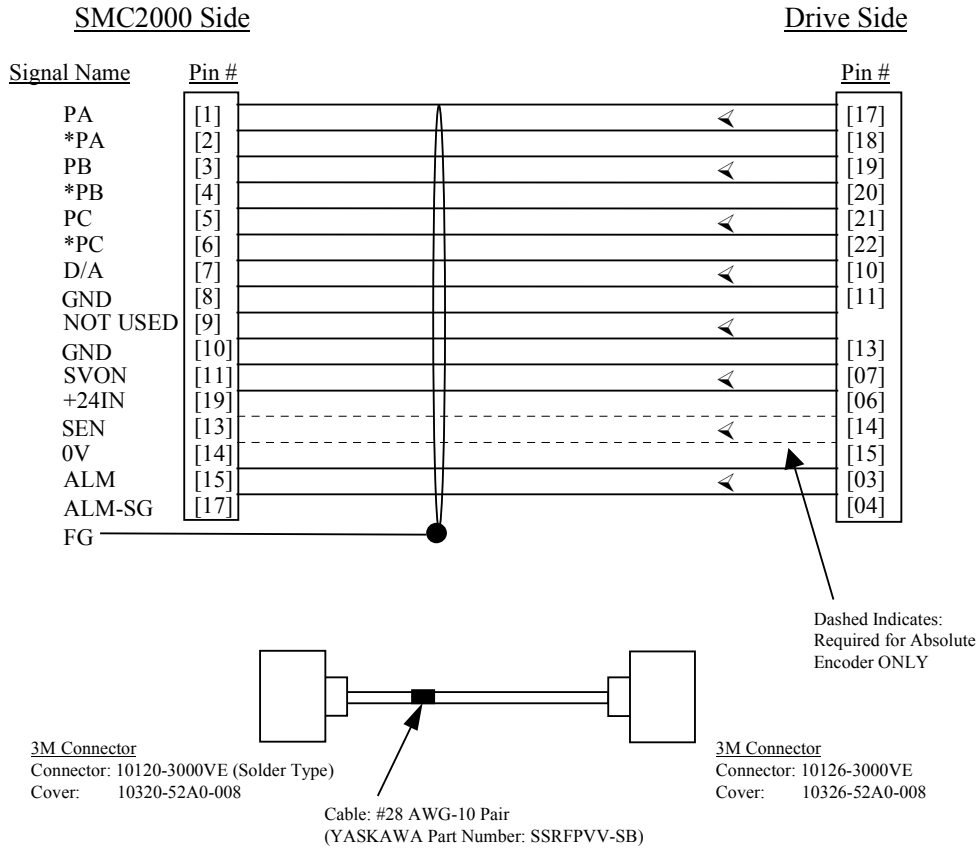 SMC2000 Side Drive Side
Signal Name Pin # Pin #
PA [1] [17]
*PA [2] [18]
PB [3] [19]
*PB [4] [20]
PC [5] [21]
*PC [6] [22]
D/A [7] [10]
GND [8] [11]
NOT USED [9]
GND [10] [13]
SVON [11] [07]
+24IN [19] [06]
SEN [13] [14]
0V [14] [15]
ALM [15] [03]
ALM-SG [17] [04]
FG
Dashed Indicates:
Required for Absolute
Encoder ONLY
3M Connector
Connector: 10120-3000VE (Solder Type)
Cover: 10320-52A0-008
Cable: #28 AWG-10 Pair
(YASKAWA Part Number: SSRFPVV-SB)
3M Connector
Connector: 10126-3000VE
Cover: 10326-52A0-008